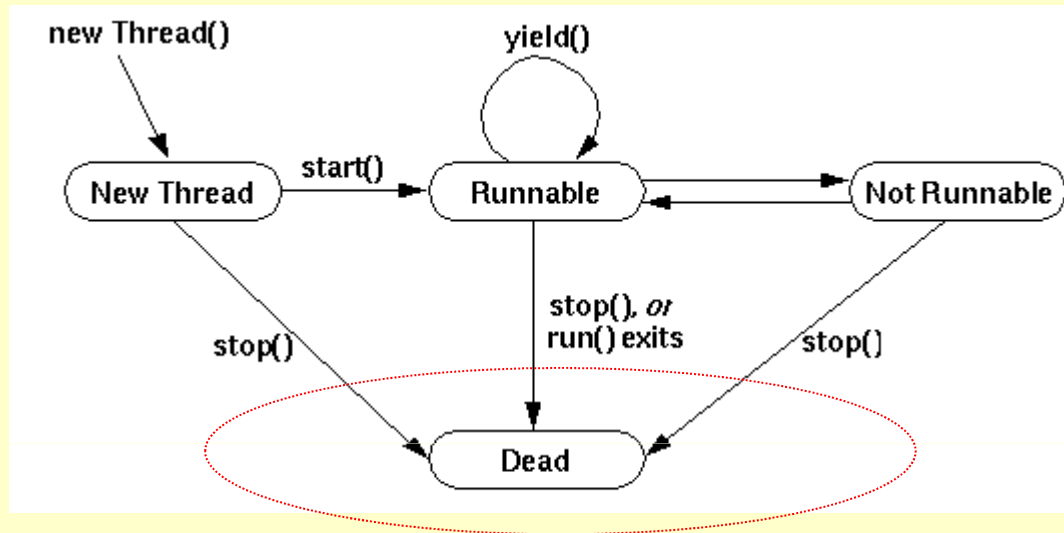 new Thread()
yield()
start()
New Thread
Runnable
Not Runnable
stop(), or
run() exits
stop()
stop()
Dead